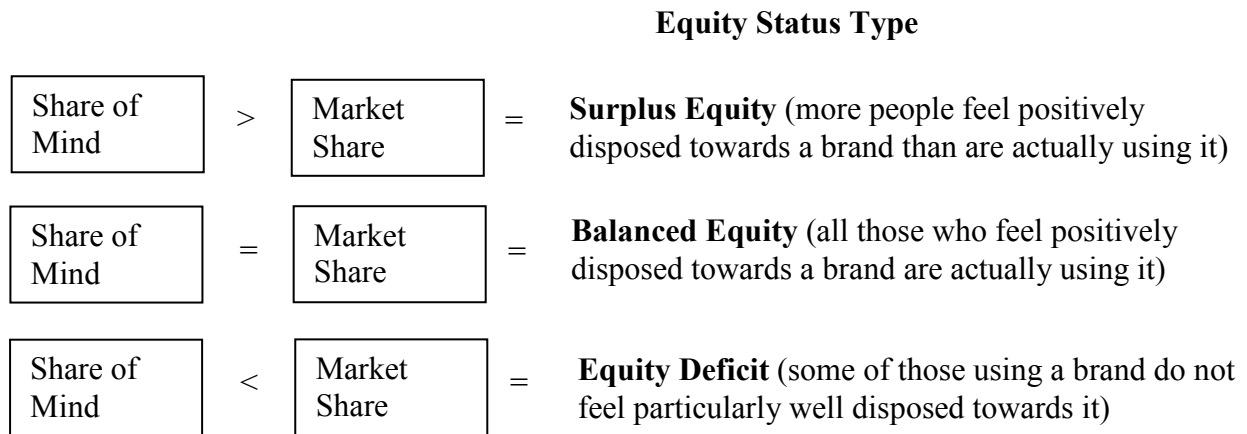 Equity Status Type
Share of
Mind
>
Market
Share
=
Surplus Equity (more people feel positively
disposed towards a brand than are actually using it)
Share of
Mind
=
Market
Share
=
Balanced Equity (all those who feel positively
disposed towards a brand are actually using it)
Share of
Mind
<
Market
Share
=
Equity Deficit (some of those using a brand do not
feel particularly well disposed towards it)